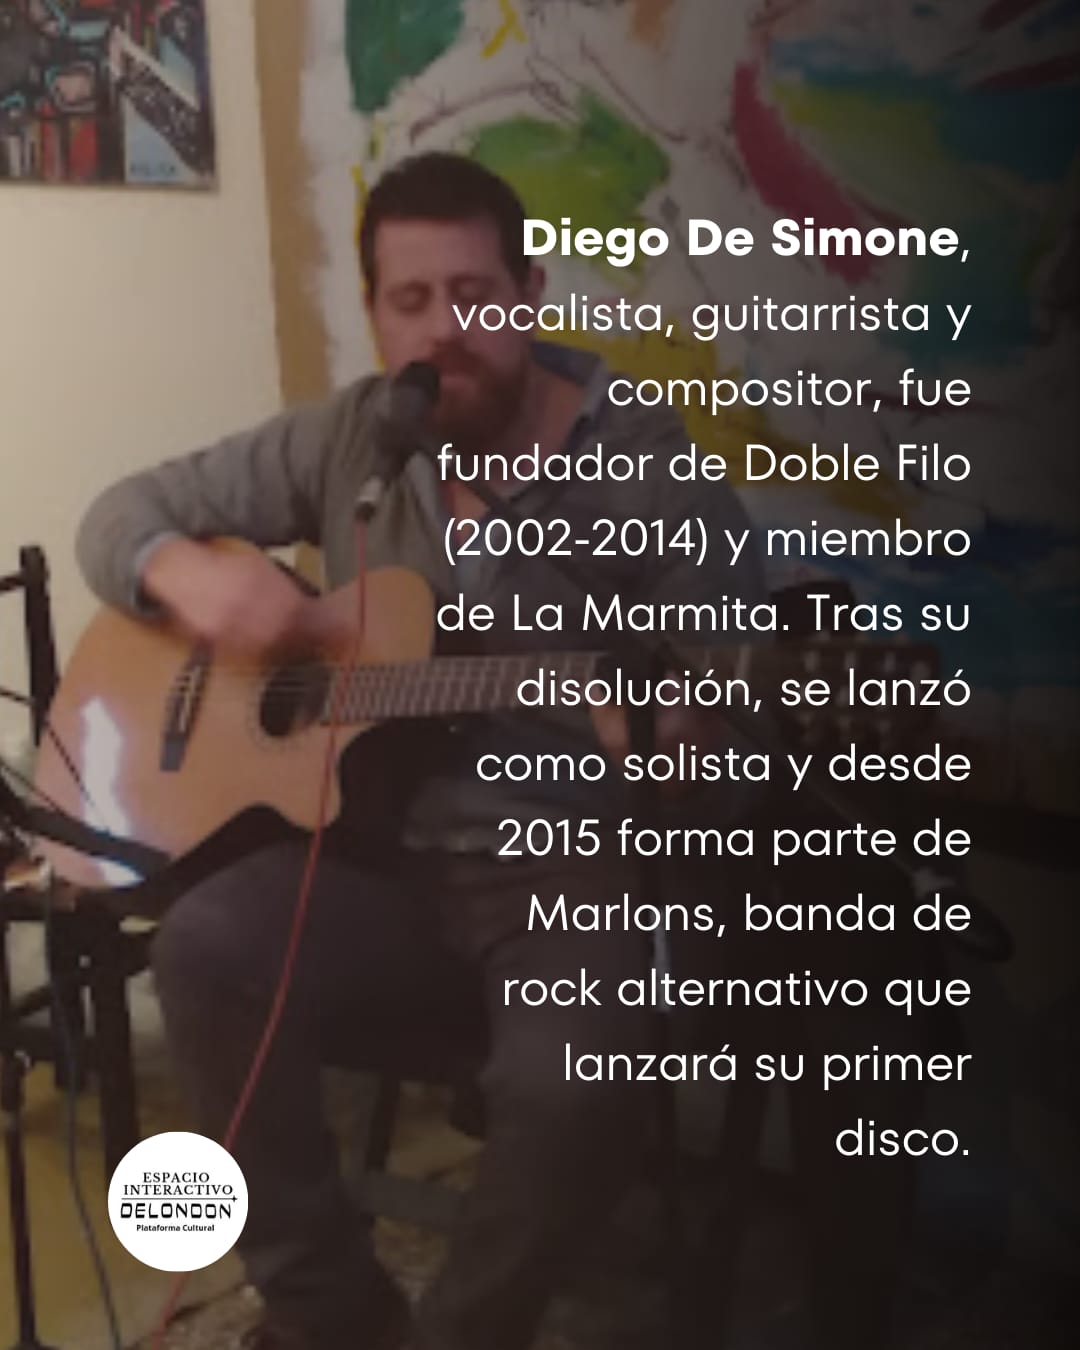 Diego De Simone,
vocalista, guitarrista y
compositor, fue
fundador de Doble Filo
(2002-2014) y miembro
de La Marmita. Tras su
disolución, se lanzó
como solista y desde
2015 forma parte de
Marlons, banda de
rock alternativo que
lanzará su primer
disco.
ESPACIO
INTERACTIVO
DELONDON
Plataforma Cultural